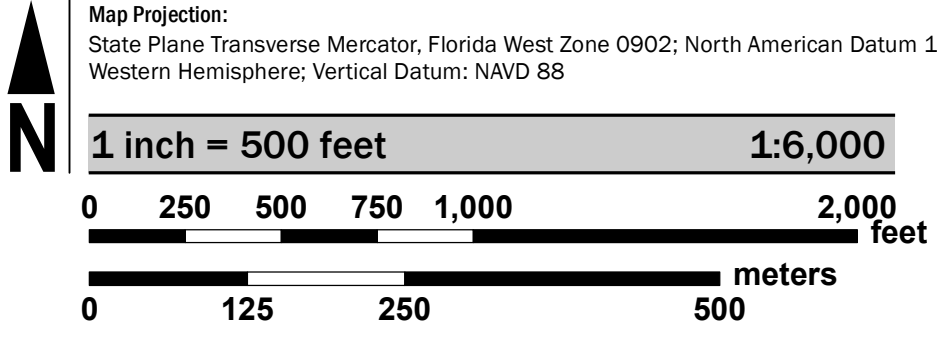 N
Map Projection:
State Plane Transverse Mercator, Florida West Zone 0902; North American Datum 1
Western Hemisphere; Vertical Datum: NAVD 88
1 inch = 500 feet 1:6,000
0 250 500 750 1,000 2,000
feet
meters
0 125 250 500